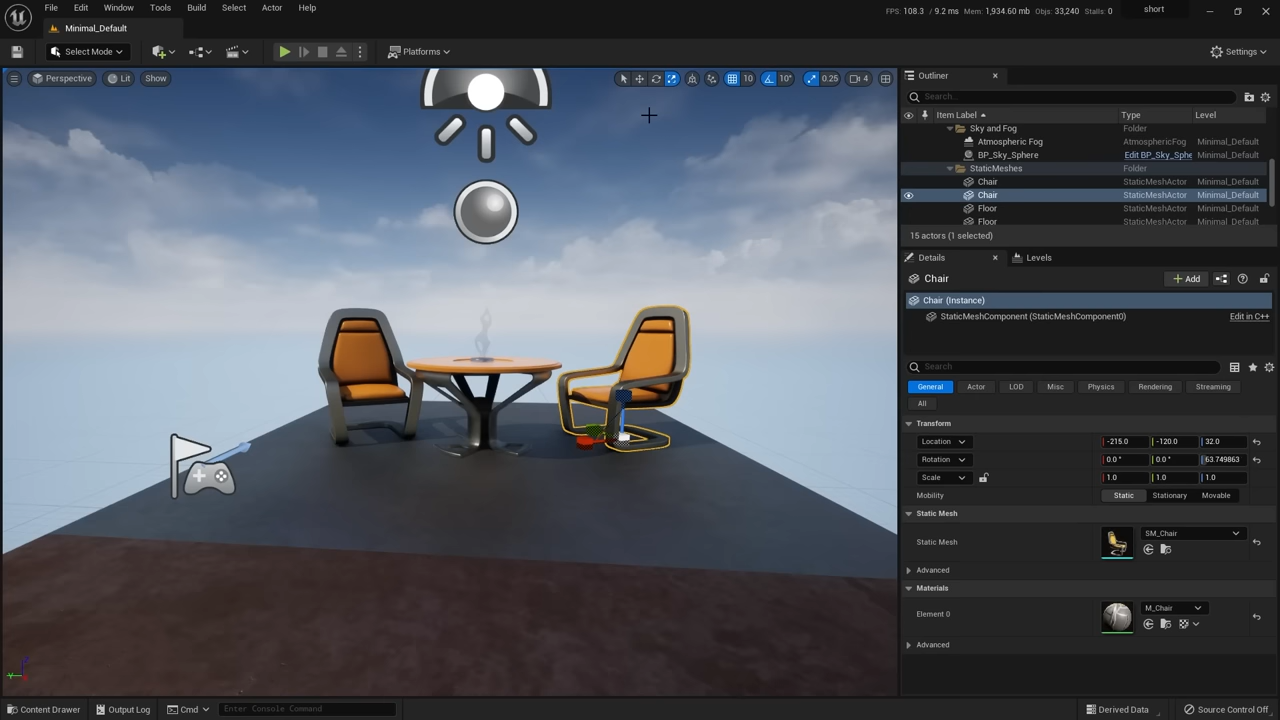 File Edit Window Tools Build Select Actor Help
FPS: 108.3 / 9.2 ms Mem: 1,934.60 mb Objs: 33,240 Stalls: 0
short
Minimal_Default
Select Mode
Platforms
Settings
Perspective Lit Show
10 10° 0.25 4
Outliner
Search...
Item Label Type Level
Sky and Fog Folder
Atmospheric Fog AtmosphericFog Minimal_Default
BP_Sky_Sphere Edit BP_Sky_Sphe Minimal_Default
StaticMeshes Folder
Chair StaticMeshActor Minimal_Default
Chair StaticMeshActor Minimal_Default
Floor StaticMeshActor Minimal_Default
Floor StaticMeshActor Minimal_Default
15 actors (1 selected)
Details Levels
Chair
+ Add
Chair (Instance)
StaticMeshComponent (StaticMeshComponent0) Edit in C++
Search
General Actor LOD Misc Physics Rendering Streaming
All
Transform
Location -215.0 -120.0 32.0
Rotation 0.0 ° 0.0 ° 63.749863
Scale 1.0 1.0 1.0
Mobility Static Stationary Movable
Static Mesh
Static Mesh SM_Chair
Advanced
Materials
Element 0 M_Chair
Advanced
Content Drawer Output Log Cmd Enter Console Command
Derived Data Source Control Off